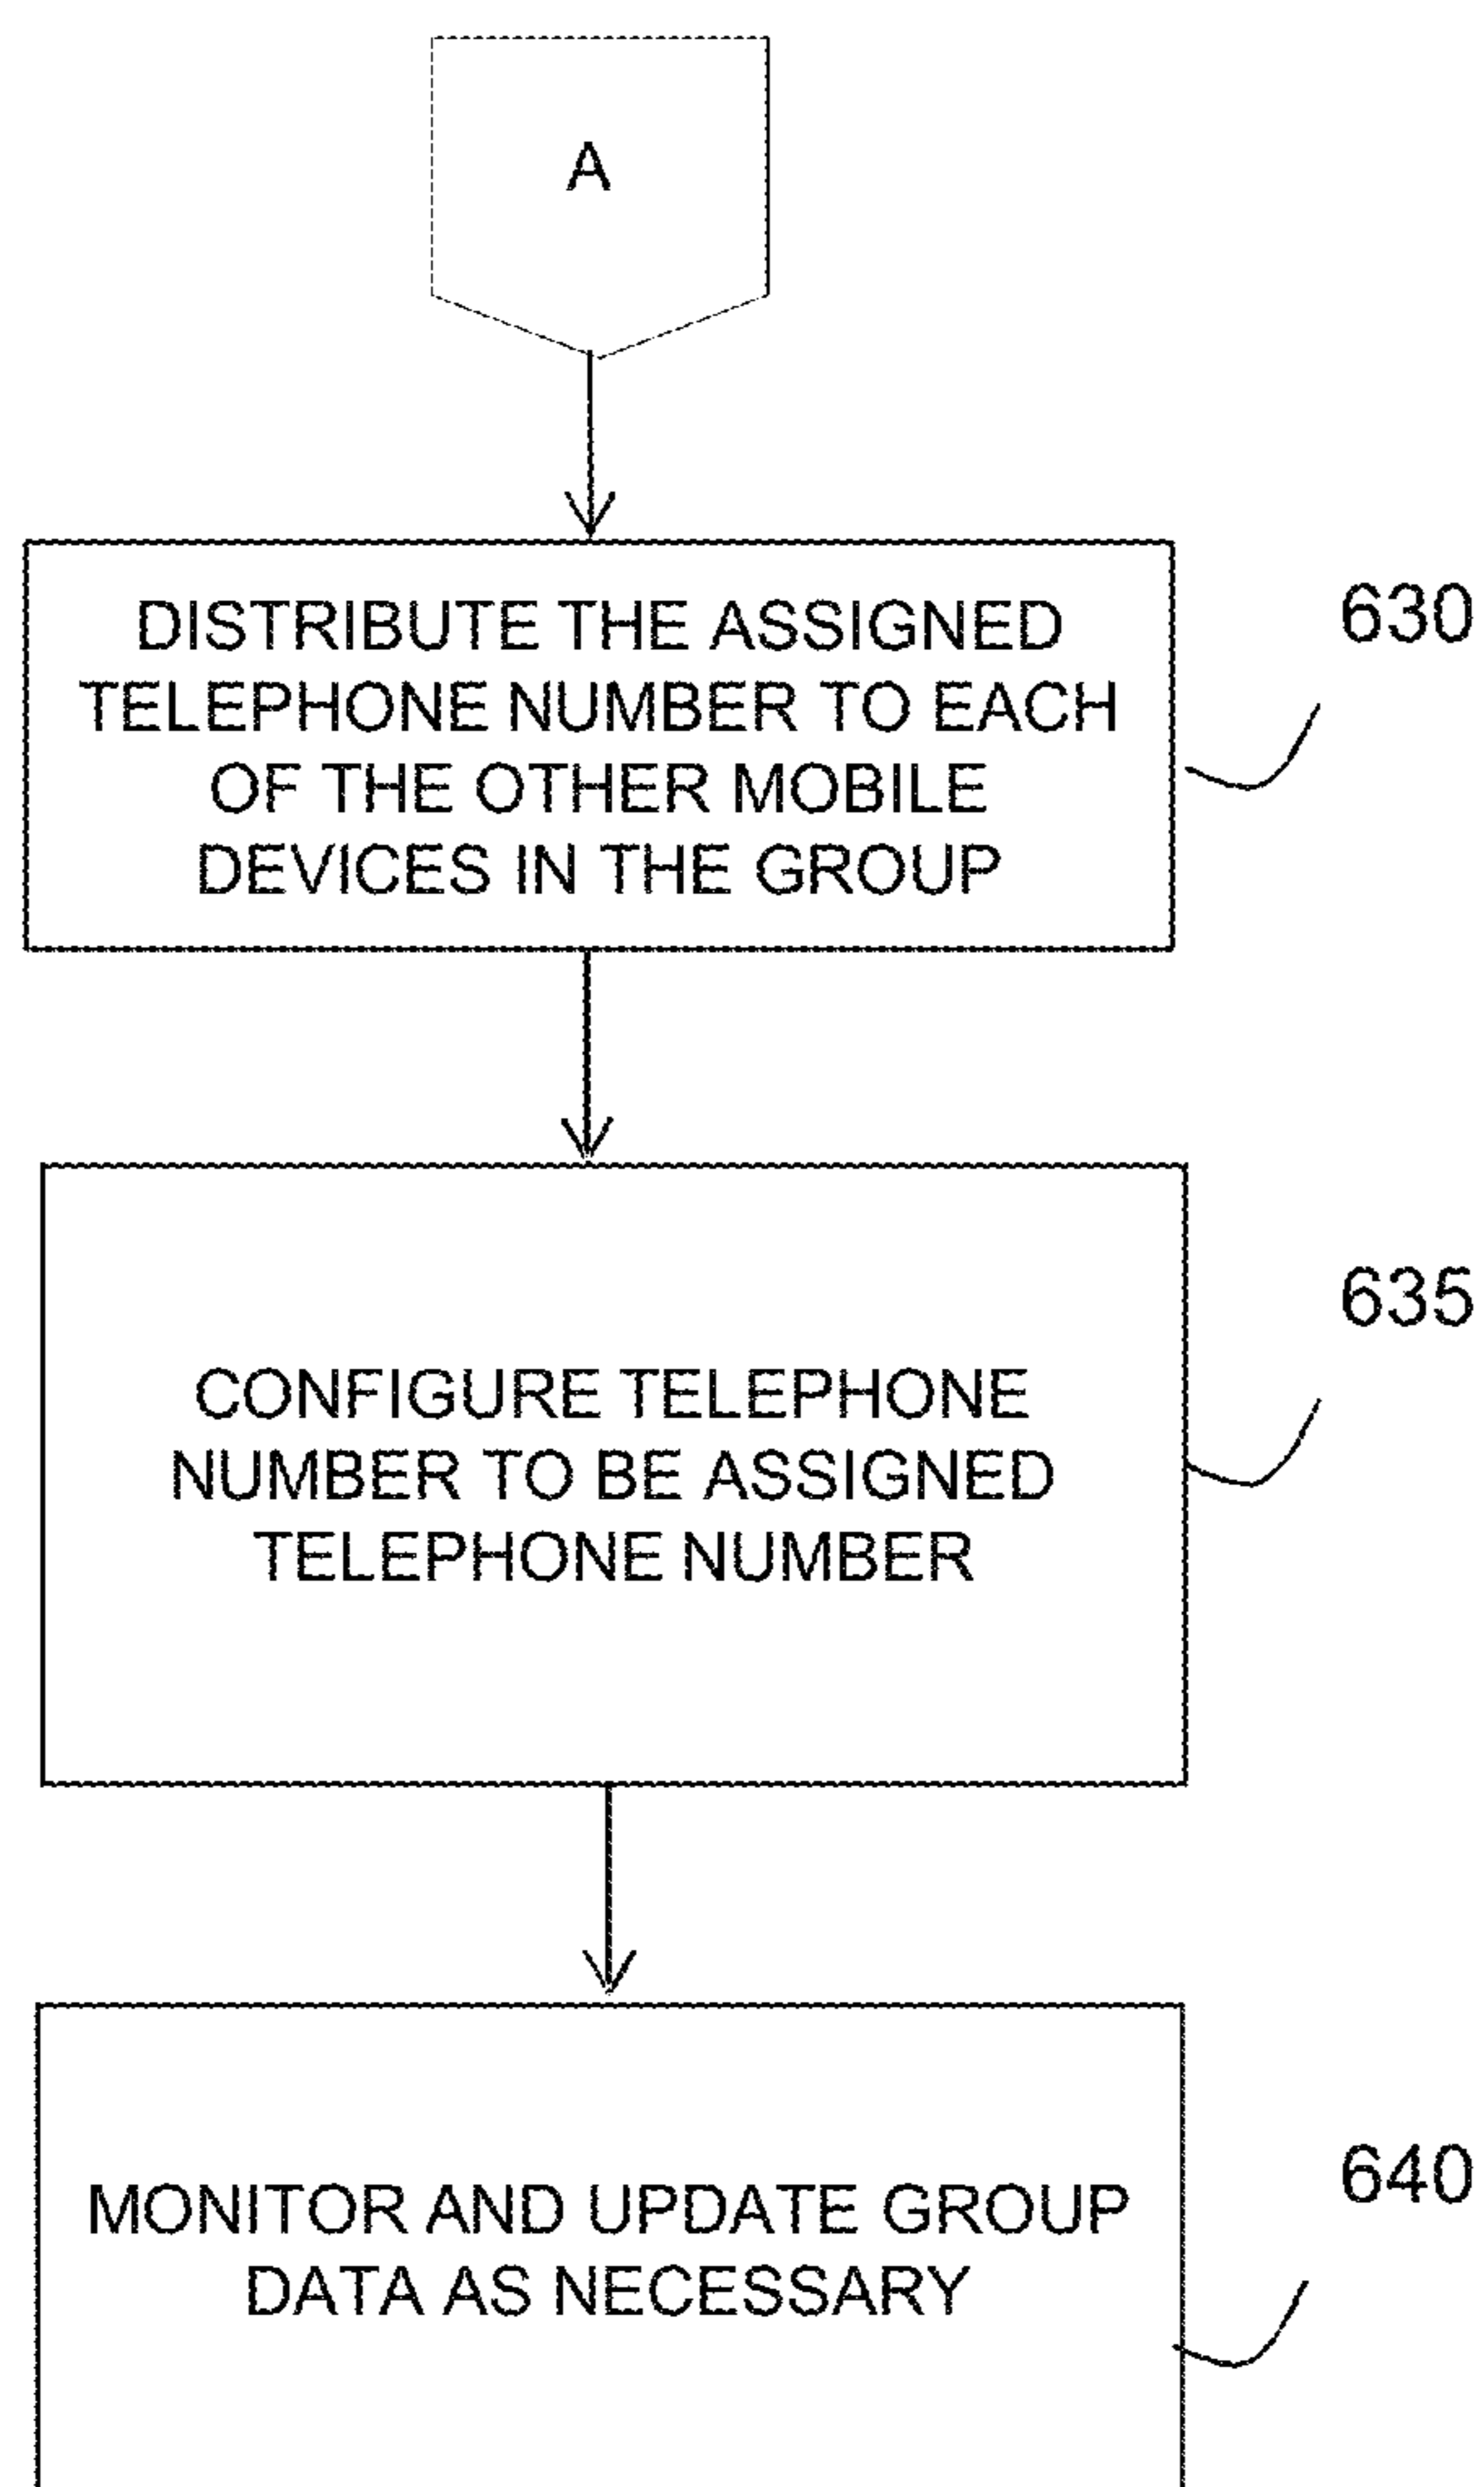 A
DISTRIBUTE THE ASSIGNED
TELEPHONE NUMBER TO EACH
OF THE OTHER MOBILE
DEVICES IN THE GROUP
630
CONFIGURE TELEPHONE
NUMBER TO BE ASSIGNED
TELEPHONE NUMBER
635
MONITOR AND UPDATE GROUP
DATA AS NECESSARY
640